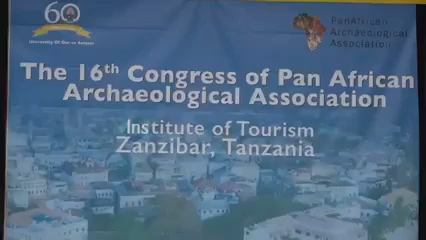 60
University Of Dar es Salaam
PanAfrican
Archaeological
Association
The 16th Congress of Pan African
Archaeological Association
Institute of Tourism
Zanzibar, Tanzania